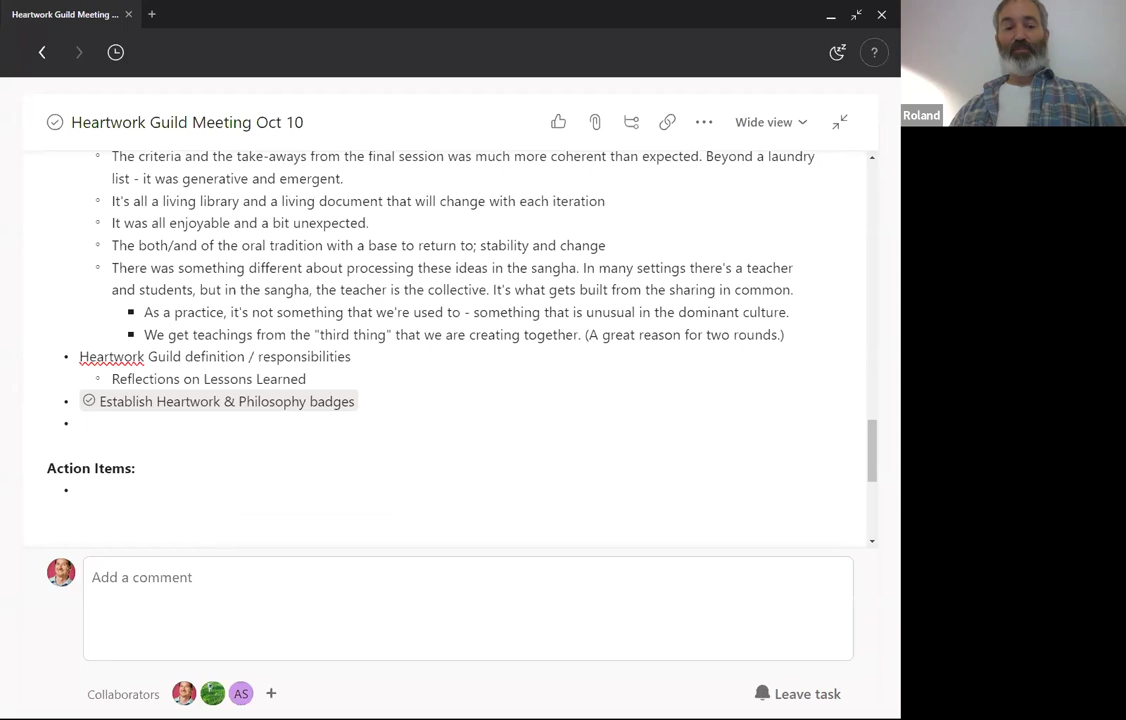 Heartwork Guild Meeting ...
Roland
Heartwork Guild Meeting Oct 10
Wide view
The criteria and the take-aways from the final session was much more coherent than expected. Beyond a laundry
list - it was generative and emergent.
It's all a living library and a living document that will change with each iteration
It was all enjoyable and a bit unexpected.
The both/and of the oral tradition with a base to return to; stability and change
There was something different about processing these ideas in the sangha. In many settings there's a teacher
and students, but in the sangha, the teacher is the collective. It's what gets built from the sharing in common.
As a practice, it's not something that we're used to - something that is unusual in the dominant culture.
We get teachings from the "third thing" that we are creating together. (A great reason for two rounds.)
Heartwork Guild definition / responsibilities
Reflections on Lessons Learned
Establish Heartwork & Philosophy badges
Action Items:
Add a comment
Collaborators
AS
Leave task